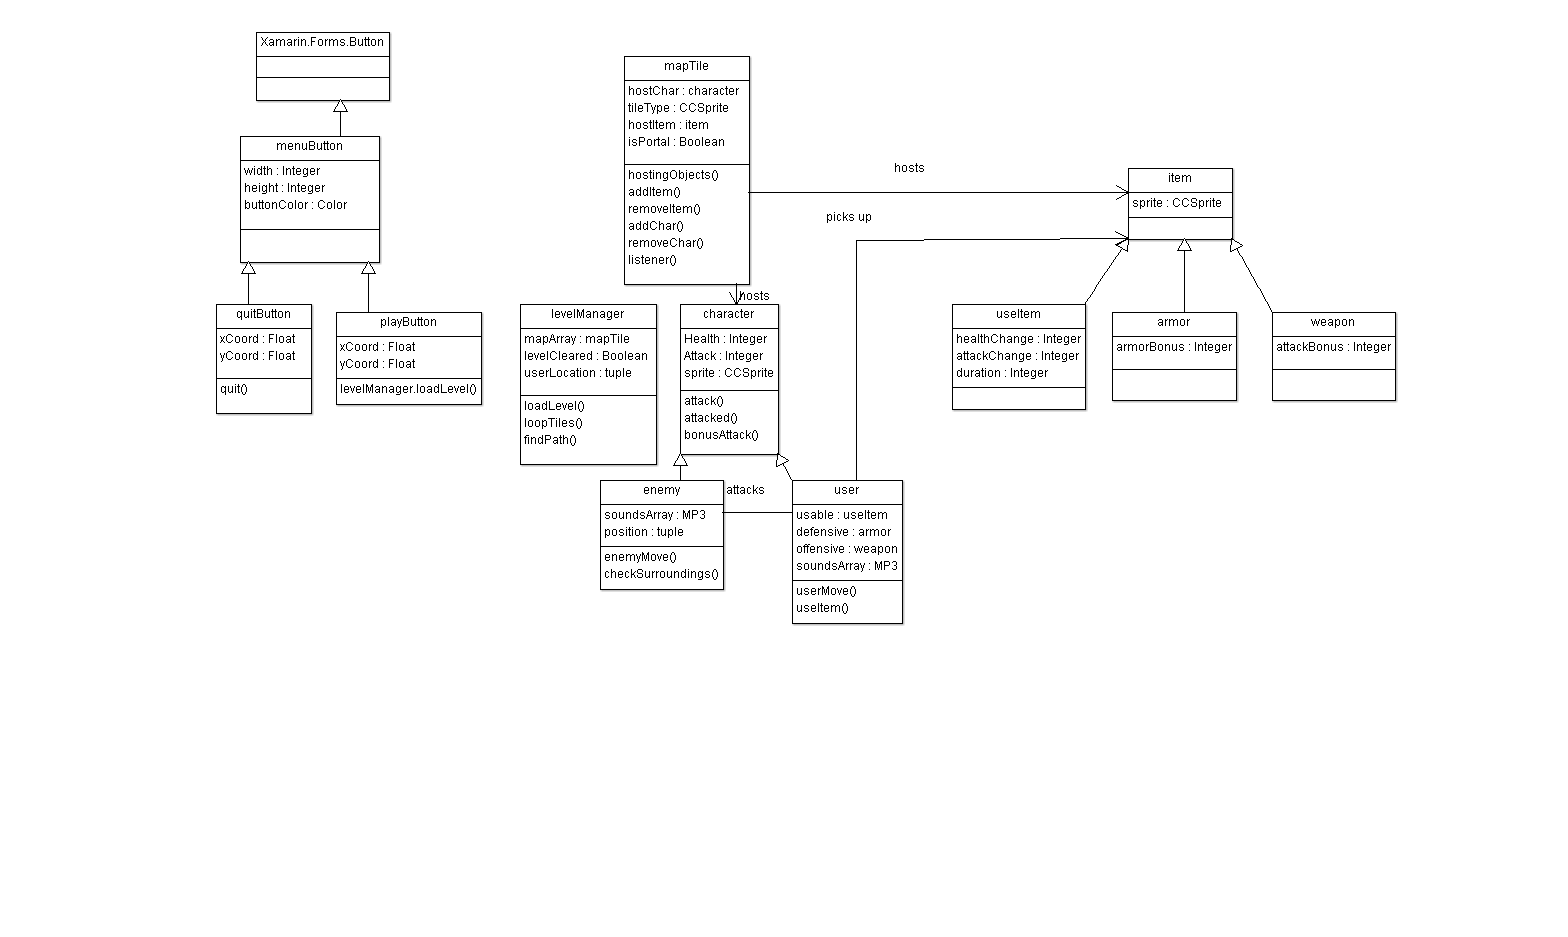 Xamarin.Forms.Button
menuButton
width : Integer
height : Integer
buttonColor : Color
quitButton
xCoord : Float
yCoord : Float
quit()
playButton
xCoord : Float
yCoord : Float
levelManager.loadLevel()
mapTile
hostChar : character
tileType : CCSprite
hostItem : item
isPortal : Boolean
hostingObjects()
addItem()
removeItem()
addChar()
removeChar()
listener()
hosts
picks up
hosts
item
sprite : CCSprite
levelManager
mapArray : mapTile
levelCleared : Boolean
userLocation : tuple
loadLevel()
loopTiles()
findPath()
character
Health : Integer
Attack : Integer
sprite : CCSprite
attack()
attacked()
bonusAttack()
useItem
healthChange : Integer
attackChange : Integer
duration : Integer
armor
armorBonus : Integer
weapon
attackBonus : Integer
enemy
soundsArray : MP3
position : tuple
enemyMove()
checkSurroundings()
attacks
user
usable : useItem
defensive : armor
offensive : weapon
soundsArray : MP3
userMove()
useItem()